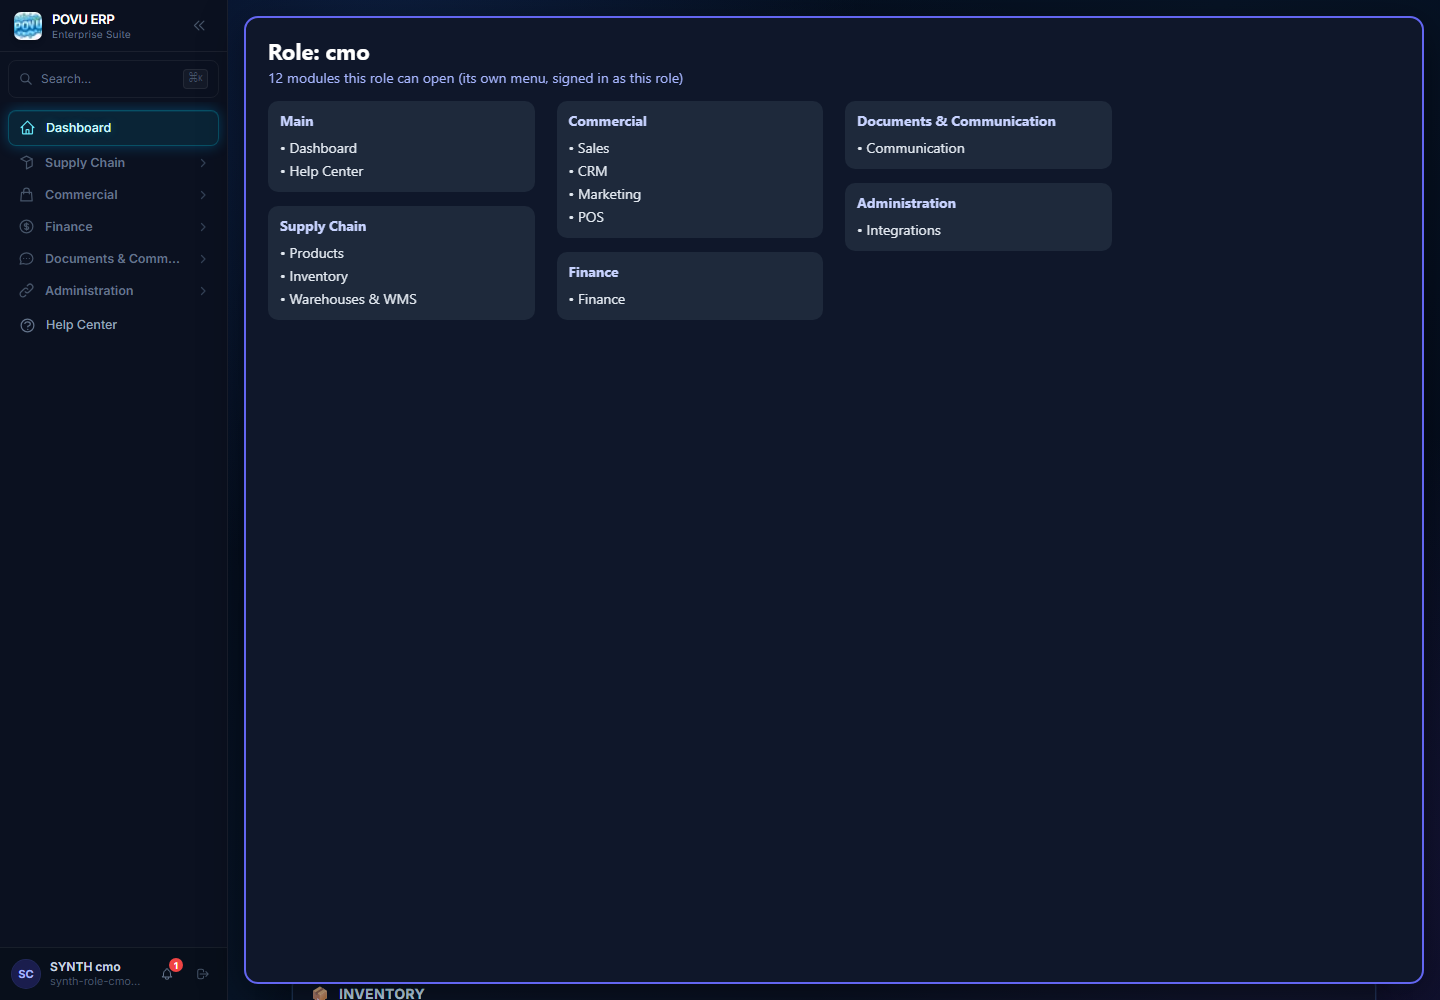 POVU ERP
Enterprise Suite
Search...
⌘K
Dashboard
Supply Chain
Commercial
Finance
Documents & Comm...
Administration
Help Center
SC
SYNTH cmo
synth-role-cmo...
1
Role: cmo
12 modules this role can open (its own menu, signed in as this role)
Main
• Dashboard
• Help Center
Supply Chain
• Products
• Inventory
• Warehouses & WMS
Commercial
• Sales
• CRM
• Marketing
• POS
Finance
• Finance
Documents & Communication
• Communication
Administration
• Integrations
INVENTORY